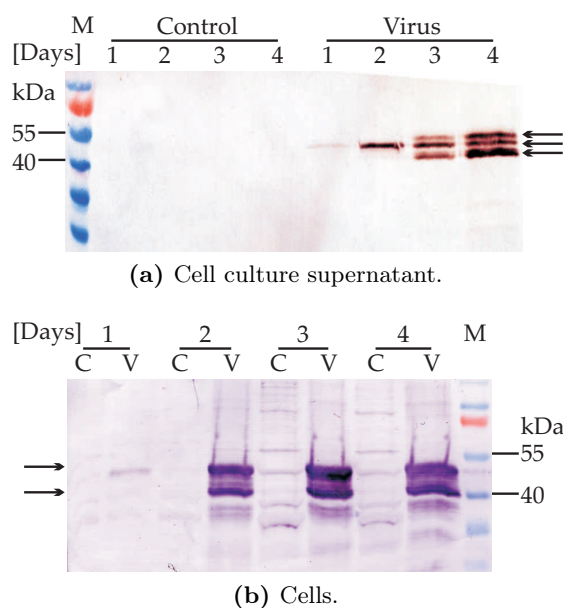 M Control Virus
[Days] 1 2 3 4 1 2 3 4
kDa
55
40
(a) Cell culture supernatant.
[Days] 1 2 3 4 M
C V C V C V C V
kDa
55
40
(b) Cells.